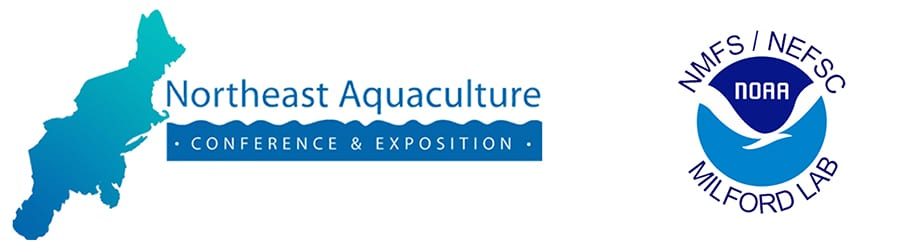 Northeast Aquaculture
· CONFERENCE & EXPOSITION ·
NMFS / NEFSC
NOAA
MILFORD LAB